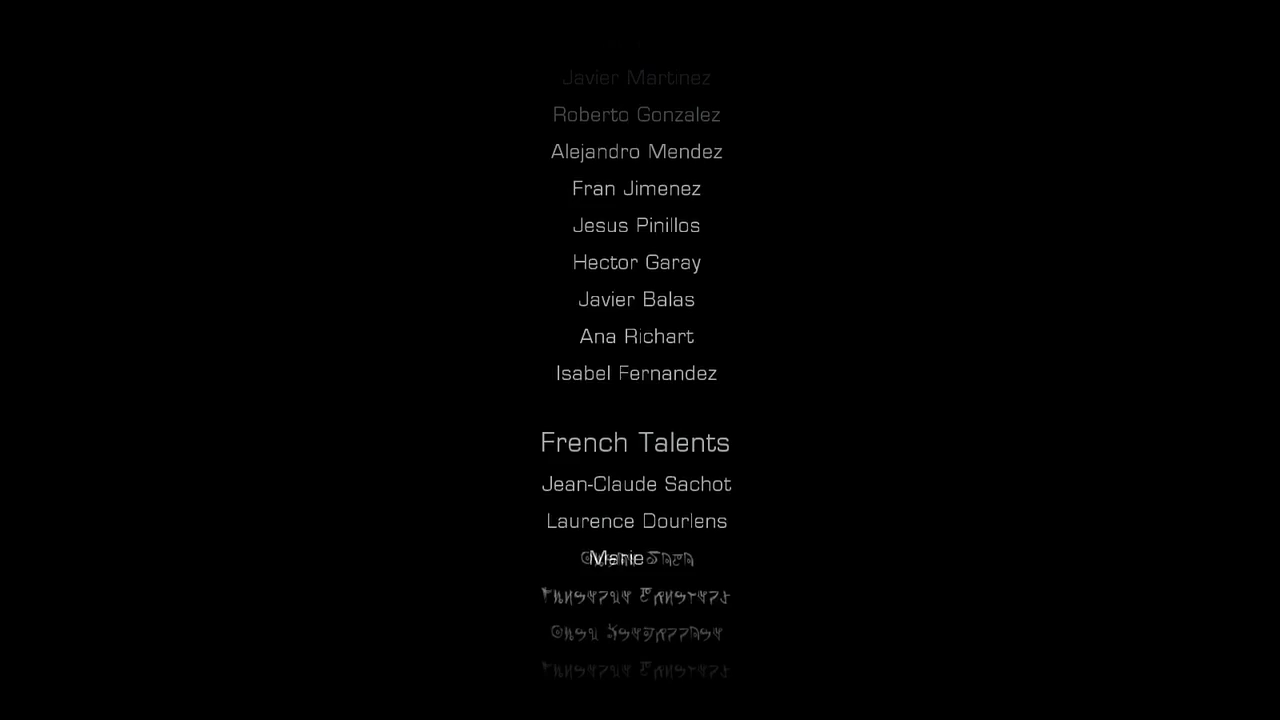 Javier Martinez
Roberto Gonzalez
Alejandro Mendez
Fran Jimenez
Jesus Pinillos
Hector Garay
Javier Balas
Ana Richart
Isabel Fernandez
French Talents
Jean-Claude Sachot
Laurence Dourlens
Marie